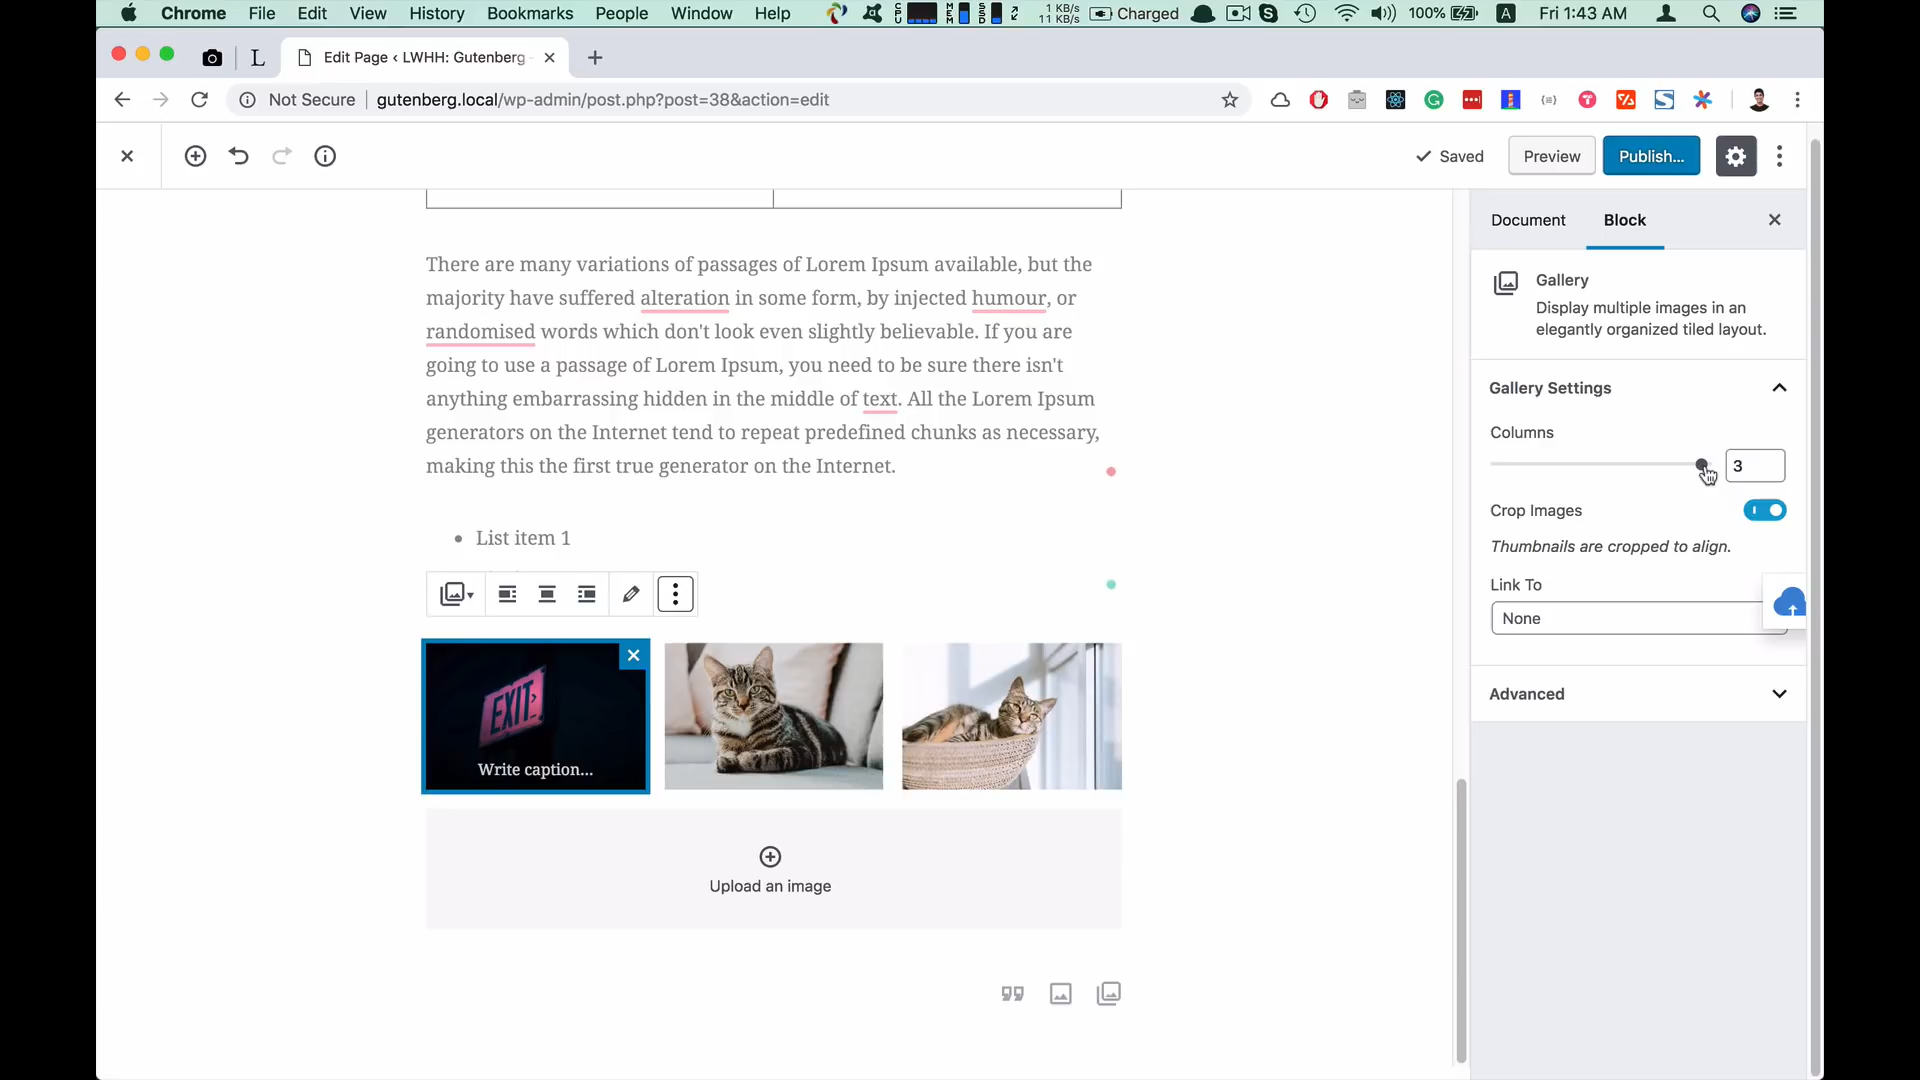 Chrome File Edit View History Bookmarks People Window Help
CPU MEM SSD 1 KB/s 11 KB/s Charged 100% A Fri 1:43 AM
L Edit Page ‹ LWHH: Gutenberg
Not Secure gutenberg.local/wp-admin/post.php?post=38&action=edit
Saved Preview Publish...
Document Block
There are many variations of passages of Lorem Ipsum available, but the
majority have suffered alteration in some form, by injected humour, or
randomised words which don't look even slightly believable. If you are
going to use a passage of Lorem Ipsum, you need to be sure there isn't
anything embarrassing hidden in the middle of text. All the Lorem Ipsum
generators on the Internet tend to repeat predefined chunks as necessary,
making this the first true generator on the Internet.
• List item 1
EXIT
Write caption...
Upload an image
Gallery
Display multiple images in an
elegantly organized tiled layout.
Gallery Settings
Columns
3
Crop Images
Thumbnails are cropped to align.
Link To
None
Advanced